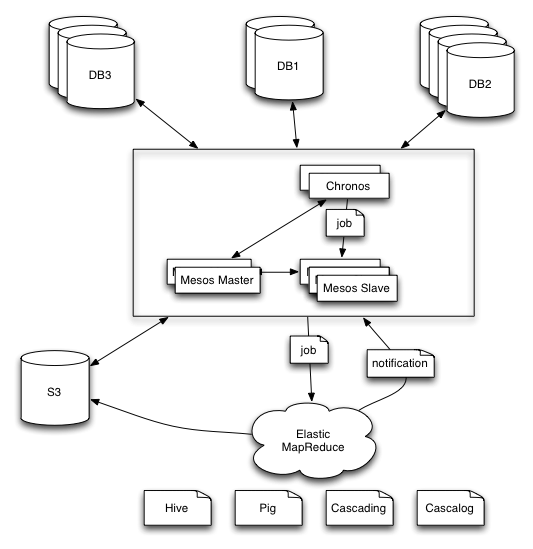 DB3
DB1
DB2
Chronos
job
Mesos Master
Mesos Slave
job
notification
S3
Elastic
MapReduce
Hive
Pig
Cascading
Cascalog